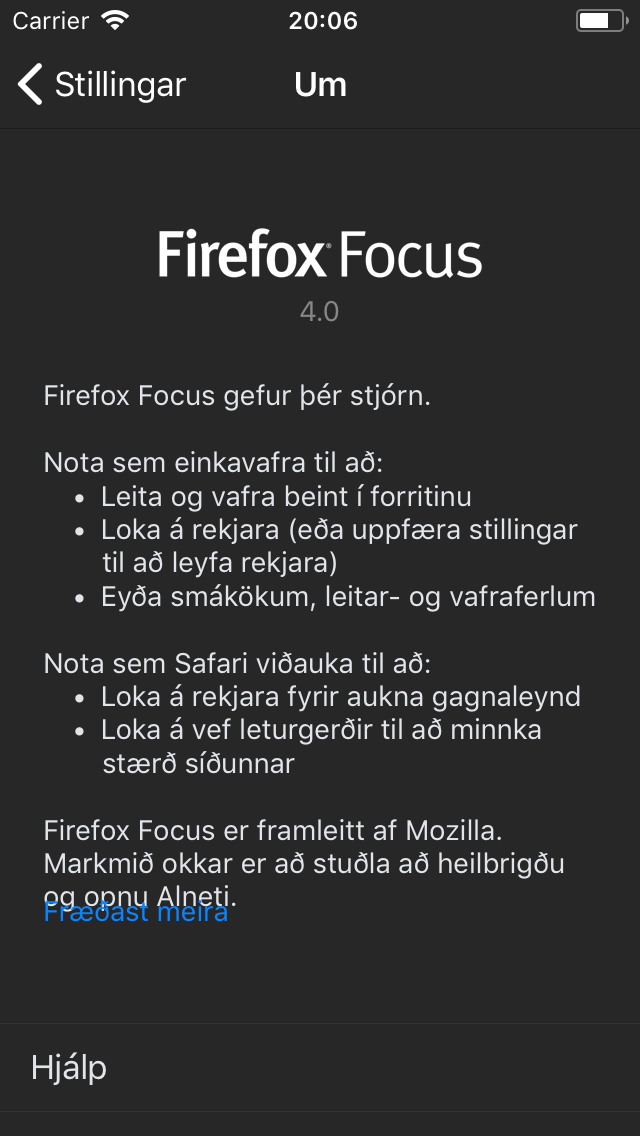 Carrier 20:06
Stillingar Um
Firefox Focus
4.0
Firefox Focus gefur þér stjórn.
Nota sem einkavafra til að:
• Leita og vafra beint í forritinu
• Loka á rekjara (eða uppfæra stillingar
til að leyfa rekjara)
• Eyða smákökum, leitar- og vafraferlum
Nota sem Safari viðauka til að:
• Loka á rekjara fyrir aukna gagnaleynd
• Loka á vef leturgerðir til að minnka
stærð síðunnar
Firefox Focus er framleitt af Mozilla.
Markmið okkar er að stuðla að heilbrigðu
og opnu Alneti.
Fræðast meira
Hjálp